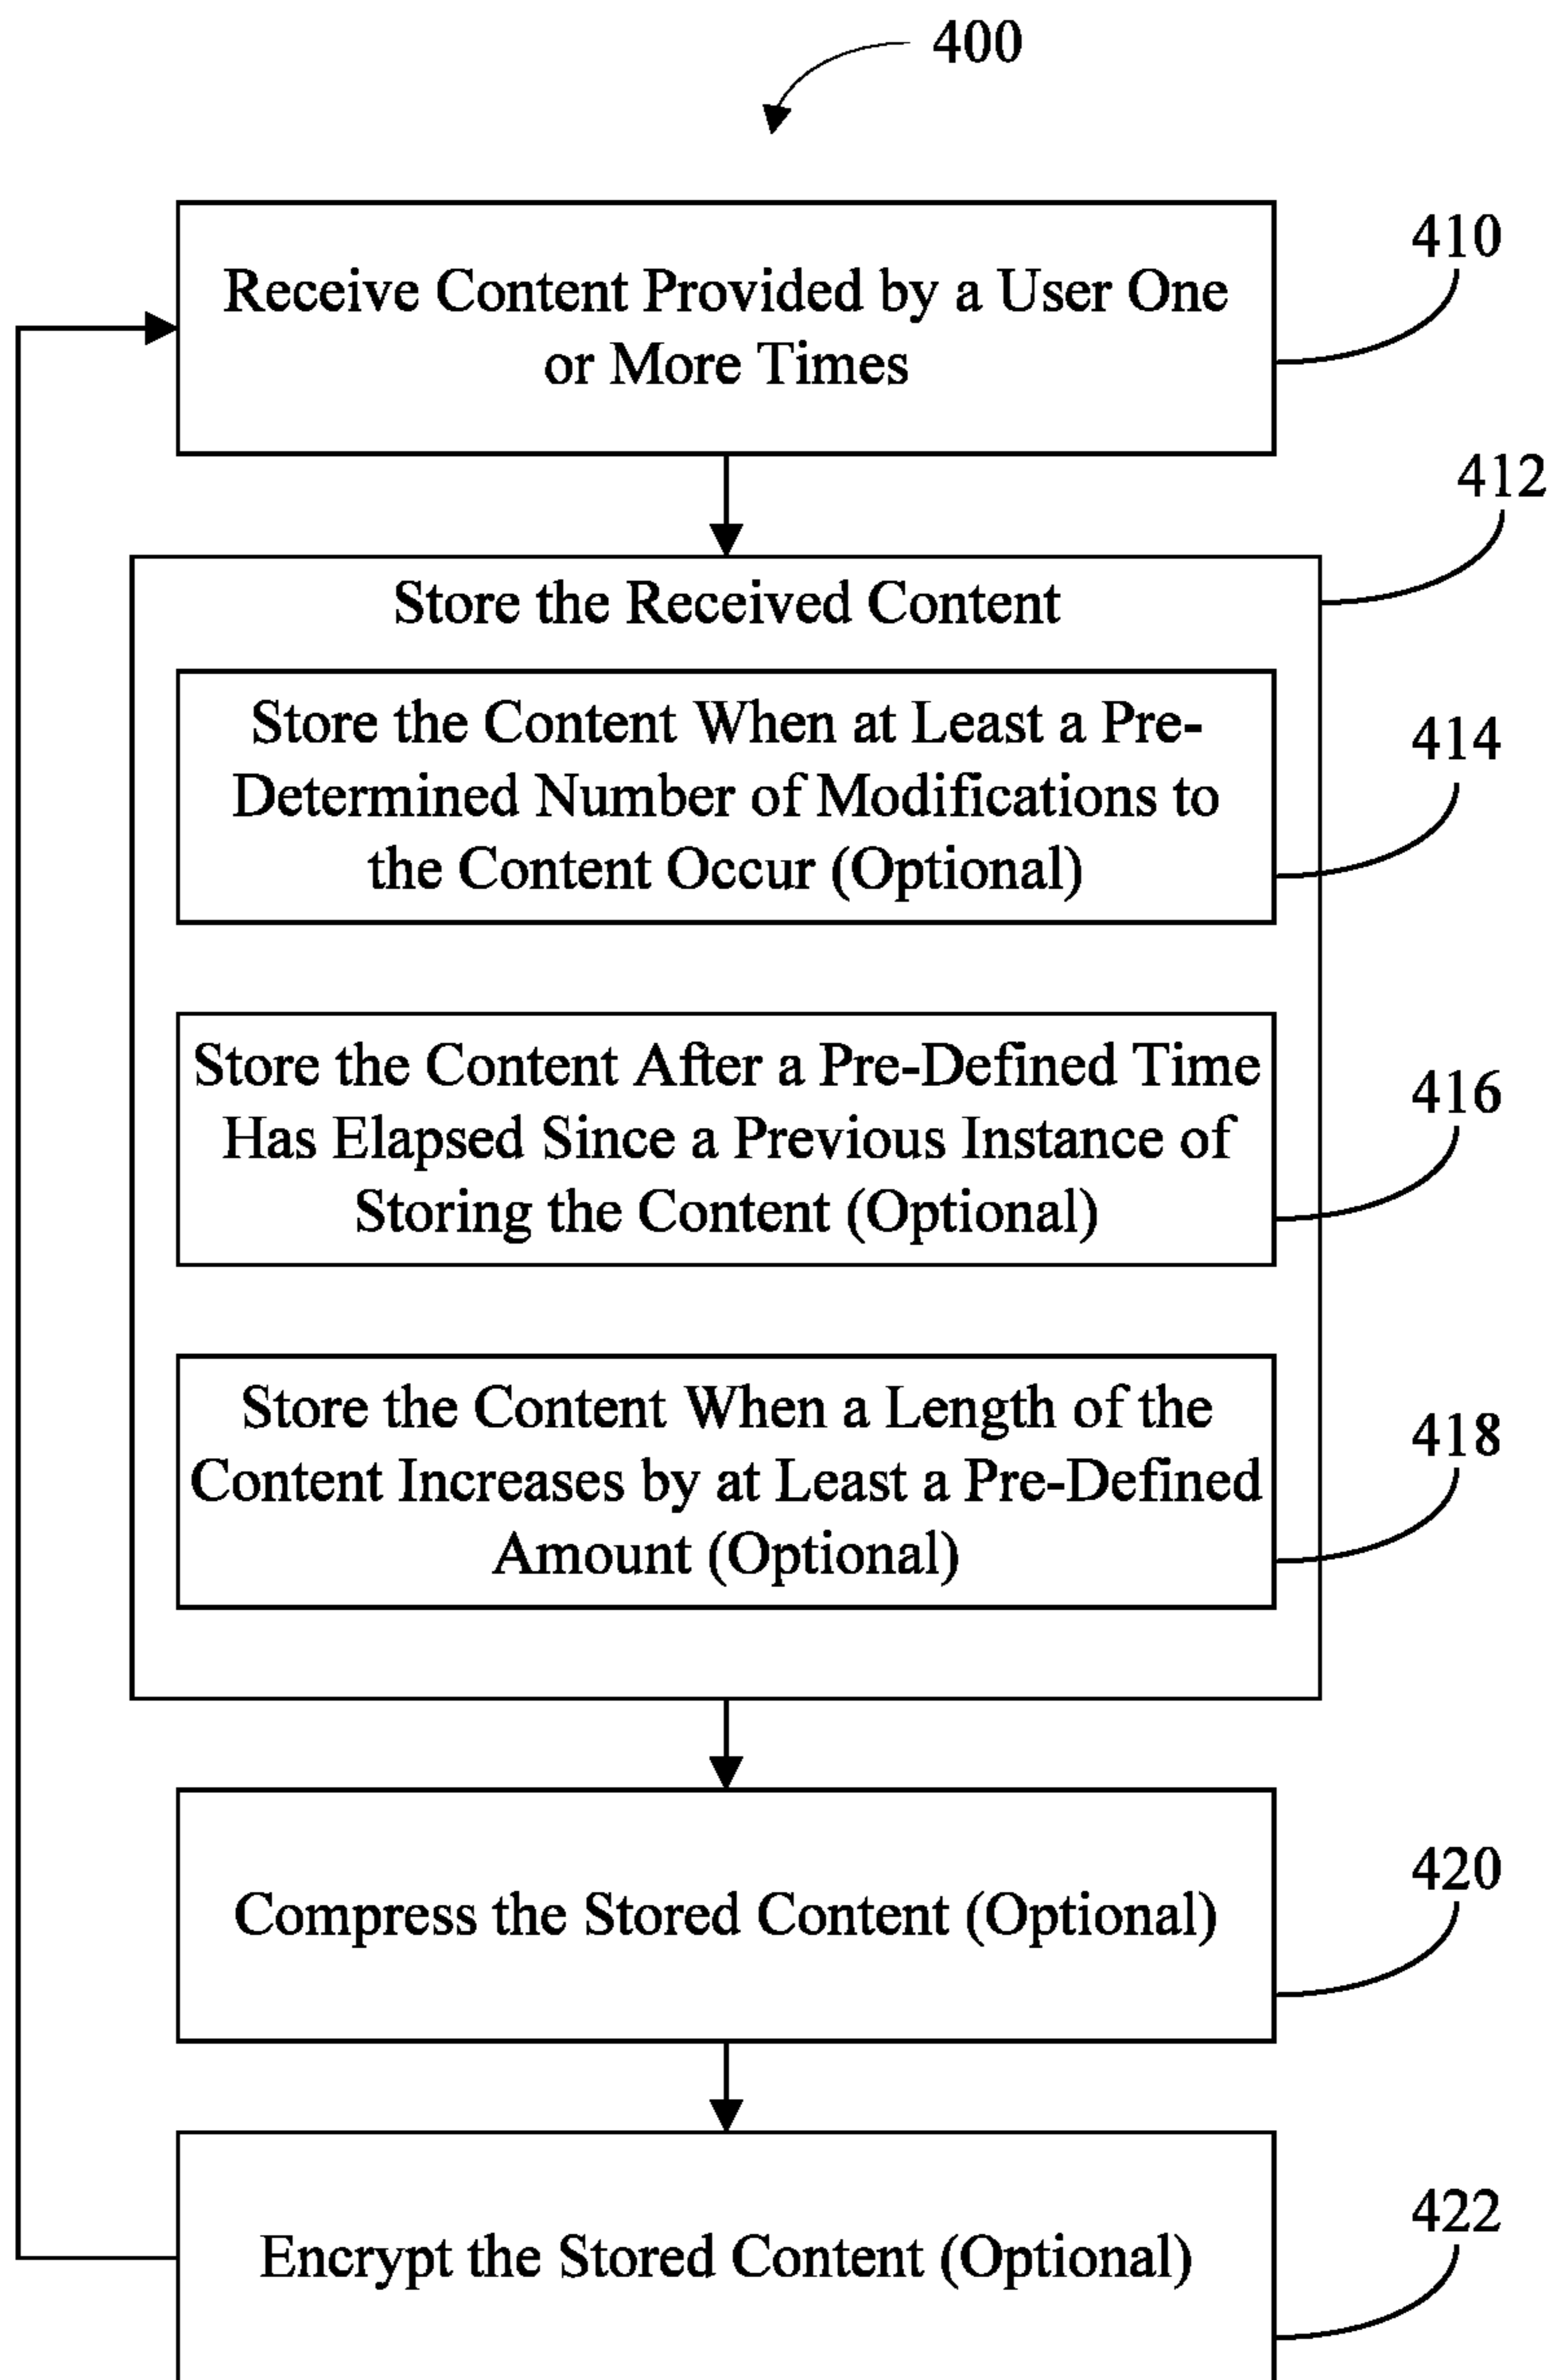 400
410
Receive Content Provided by a User One
or More Times
412
Store the Received Content
Store the Content When at Least a Pre-
Determined Number of Modifications to
the Content Occur (Optional)
414
Store the Content After a Pre-Defined Time
Has Elapsed Since a Previous Instance of
Storing the Content (Optional)
416
Store the Content When a Length of the
Content Increases by at Least a Pre-Defined
Amount (Optional)
418
Compress the Stored Content (Optional)
420
Encrypt the Stored Content (Optional)
422